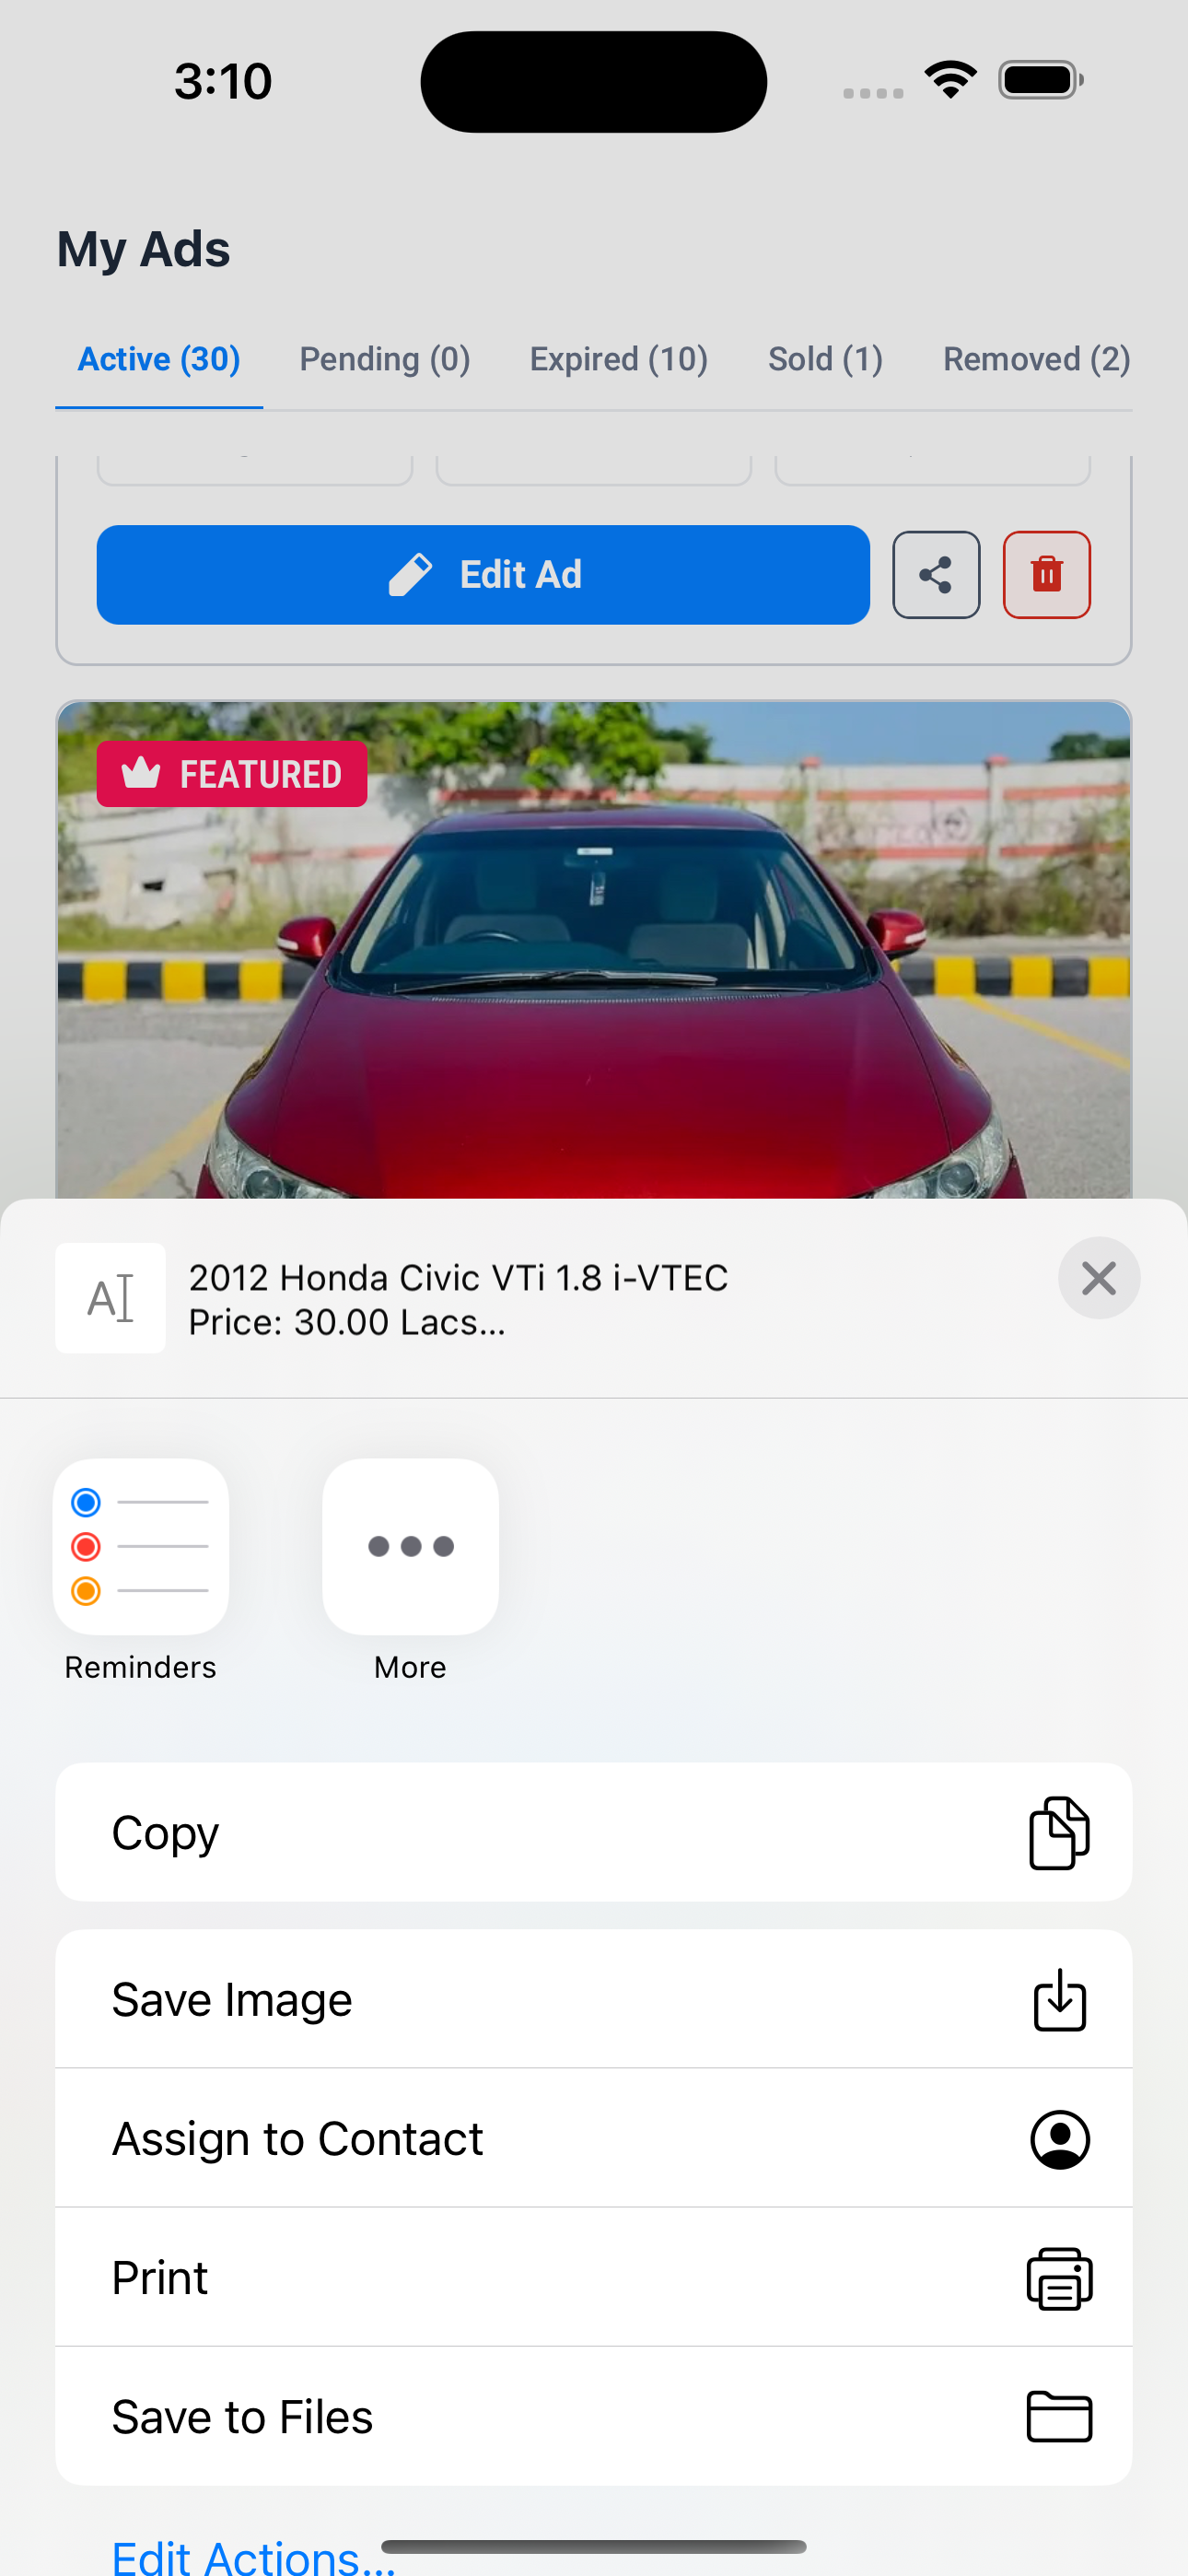 3:10
My Ads
Active (30) Pending (0) Expired (10) Sold (1) Removed (2)
Edit Ad
FEATURED
2012 Honda Civic VTi 1.8 i-VTEC
Price: 30.00 Lacs...
Reminders More
Copy
Save Image
Assign to Contact
Print
Save to Files
Edit Actions...